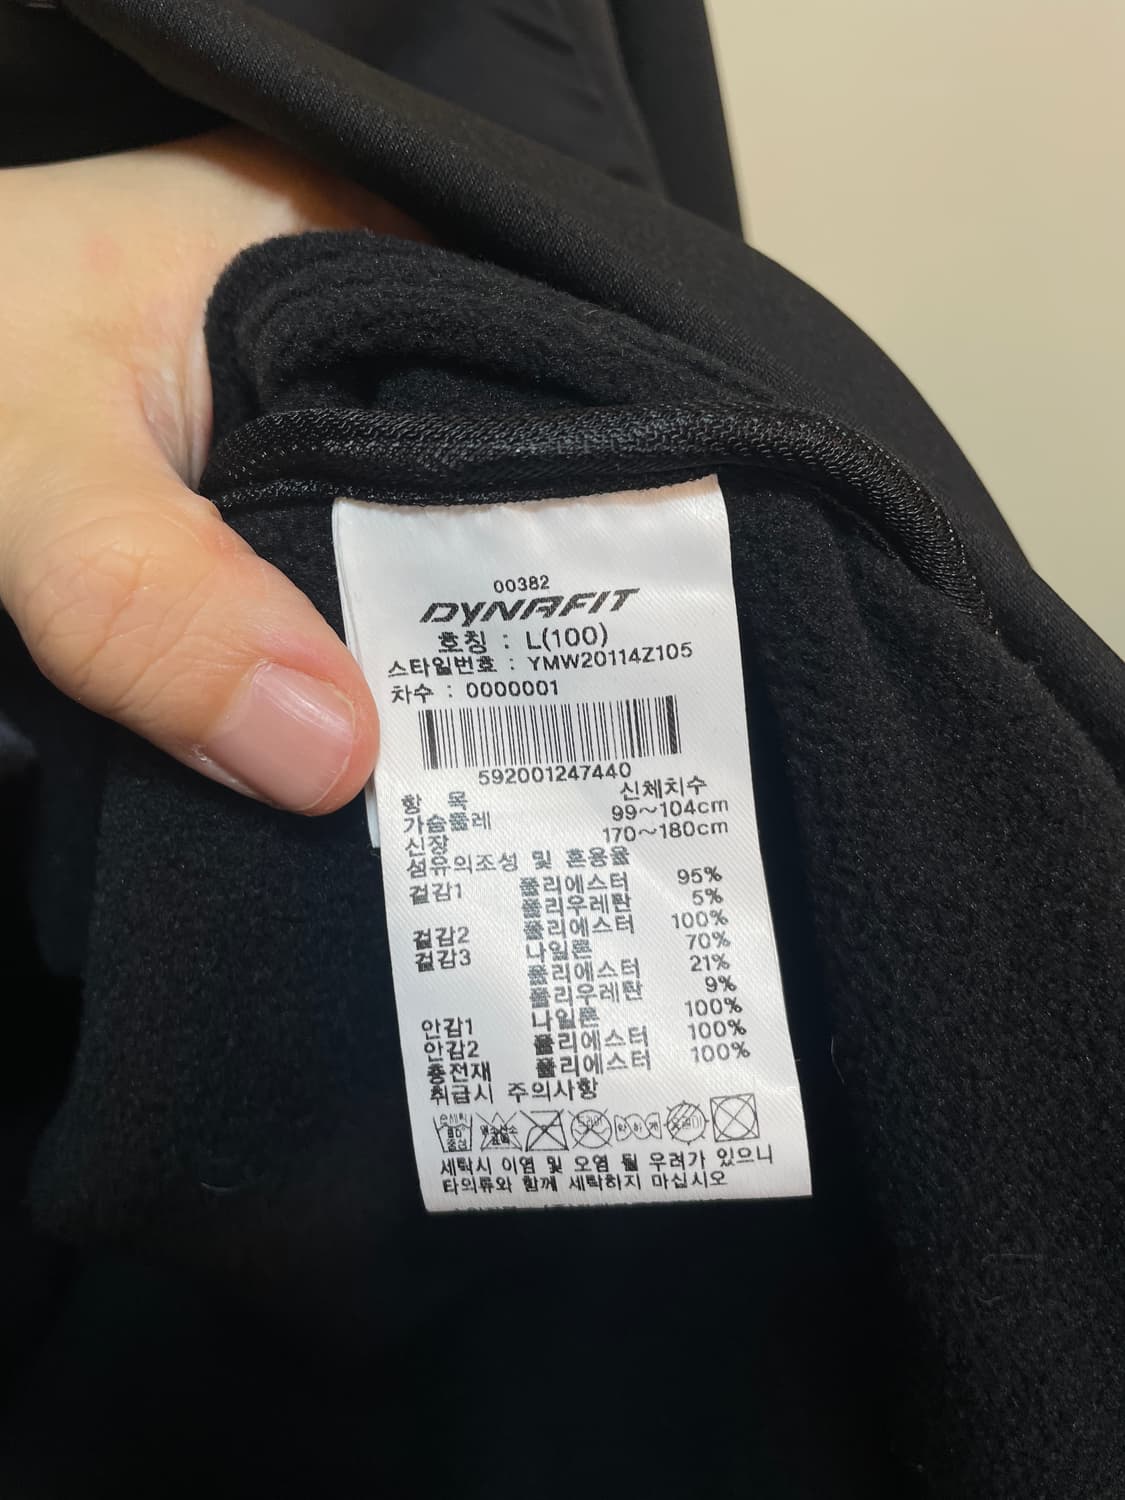 00382
DYNAFIT
호칭 : L(100)
스타일번호 : YMW20114Z105
차수 : 0000001
592001247440
항 목 신체치수
가슴둘레 99~104cm
신장 170~180cm
섬유의조성 및 혼용율
겉감1 폴리에스터 95%
폴리우레탄 5%
겉감2 폴리에스터 100%
겉감3 나일론 70%
폴리에스터 21%
폴리우레탄 9%
안감1 나일론 100%
안감2 폴리에스터 100%
충전재 폴리에스터 100%
취급시 주의사항
세탁시 이염 및 오염 될 우려가 있으니
타의류와 함께 세탁하지 마십시오